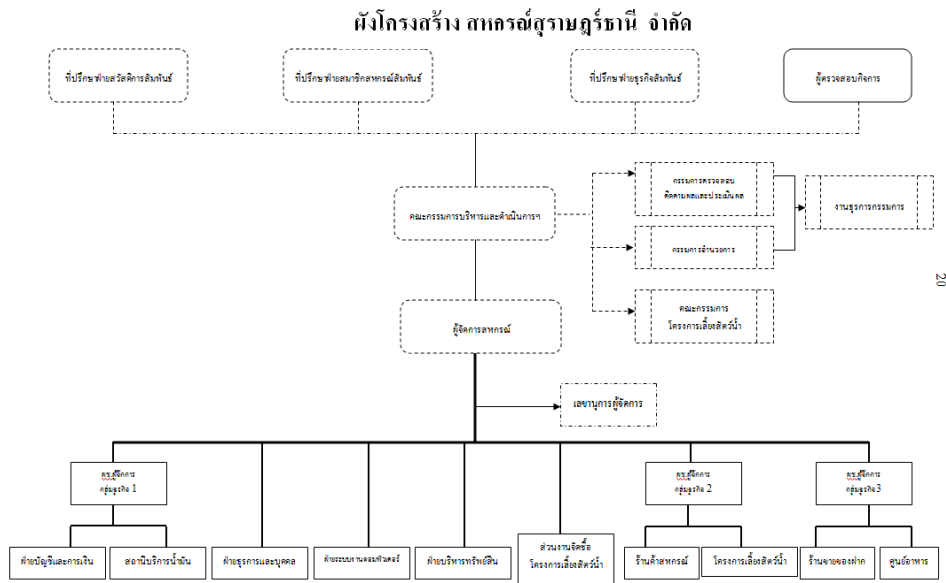 ผังโครงสร้าง สหกรณ์สุราษฎร์ธานี จำกัด
ที่ปรึกษาฝ่ายสวัสดิการสัมพันธ์
ที่ปรึกษาฝ่ายสมาชิกสหกรณ์สัมพันธ์
ที่ปรึกษาฝ่ายธุรกิจสัมพันธ์
ผู้ตรวจสอบกิจการ
คณะกรรมการบริหารและดำเนินการฯ
กรรมการตรวจสอบ
ติดตามผลและประเมินผล
งานธุรการกรรมการ
กรรมการอำนวยการ
20
คณะกรรมการ
โครงการเลี้ยงสัตว์น้ำ
ผู้จัดการสหกรณ์
เลขานุการผู้จัดการ
ผช.ผู้จัดการ
กลุ่มธุรกิจ 1
ผช.ผู้จัดการ
กลุ่มธุรกิจ 2
ผช.ผู้จัดการ
กลุ่มธุรกิจ 3
ฝ่ายบัญชีและการเงิน
สถานีบริการน้ำมัน
ฝ่ายธุรการและบุคคล
ฝ่ายระบบงานคอมพิวเตอร์
ฝ่ายบริหารทรัพย์สิน
ส่วนงานจัดซื้อ
โครงการเลี้ยงสัตว์น้ำ
ร้านค้าสหกรณ์
โครงการเลี้ยงสัตว์น้ำ
ร้านขายของฝาก
ศูนย์อาหาร